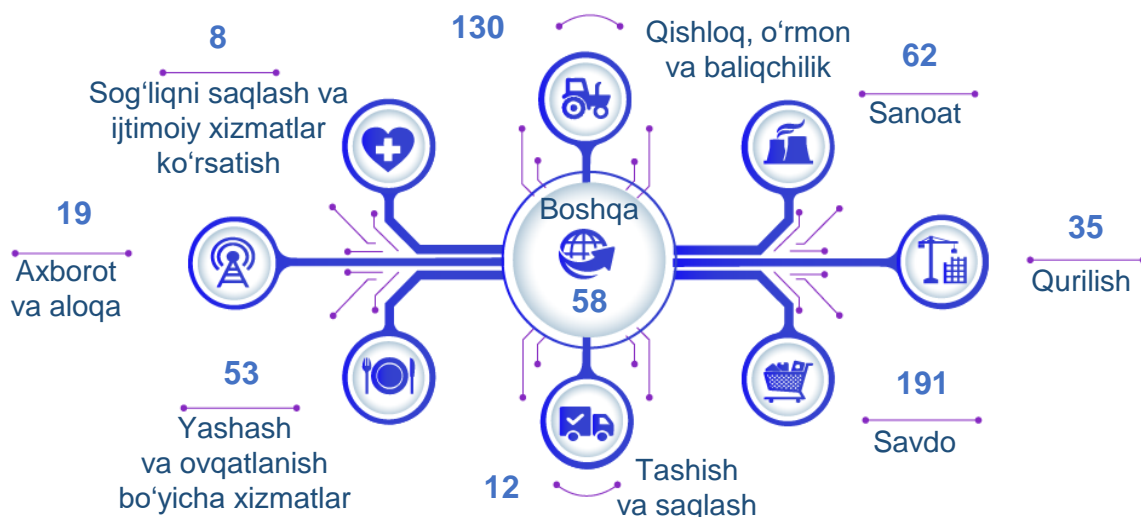 130
Qishloq, o‘rmon
va baliqchilik
8
Sog‘liqni saqlash va
ijtimoiy xizmatlar
ko‘rsatish
62
Sanoat
19
Axborot
va aloqa
Boshqa
58
35
Qurilish
53
Yashash
va ovqatlanish
bo‘yicha xizmatlar
191
Savdo
12
Tashish
va saqlash